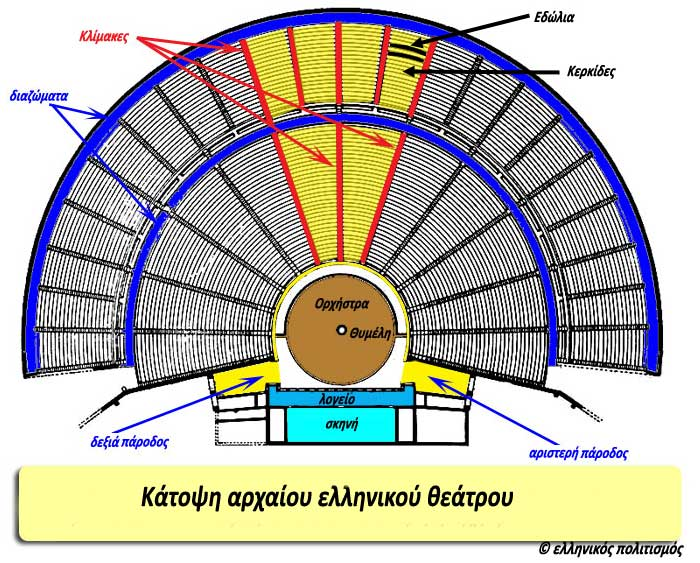 Εδώλια
Κλίμακες
Κερκίδες
διαζώματα
Ορχήστρα
Θυμέλη
λογείο
σκηνή
δεξιά πάροδος
αριστερή πάροδος
Κάτοψη αρχαίου ελληνικού θεάτρου
© ελληνικός πολιτισμός